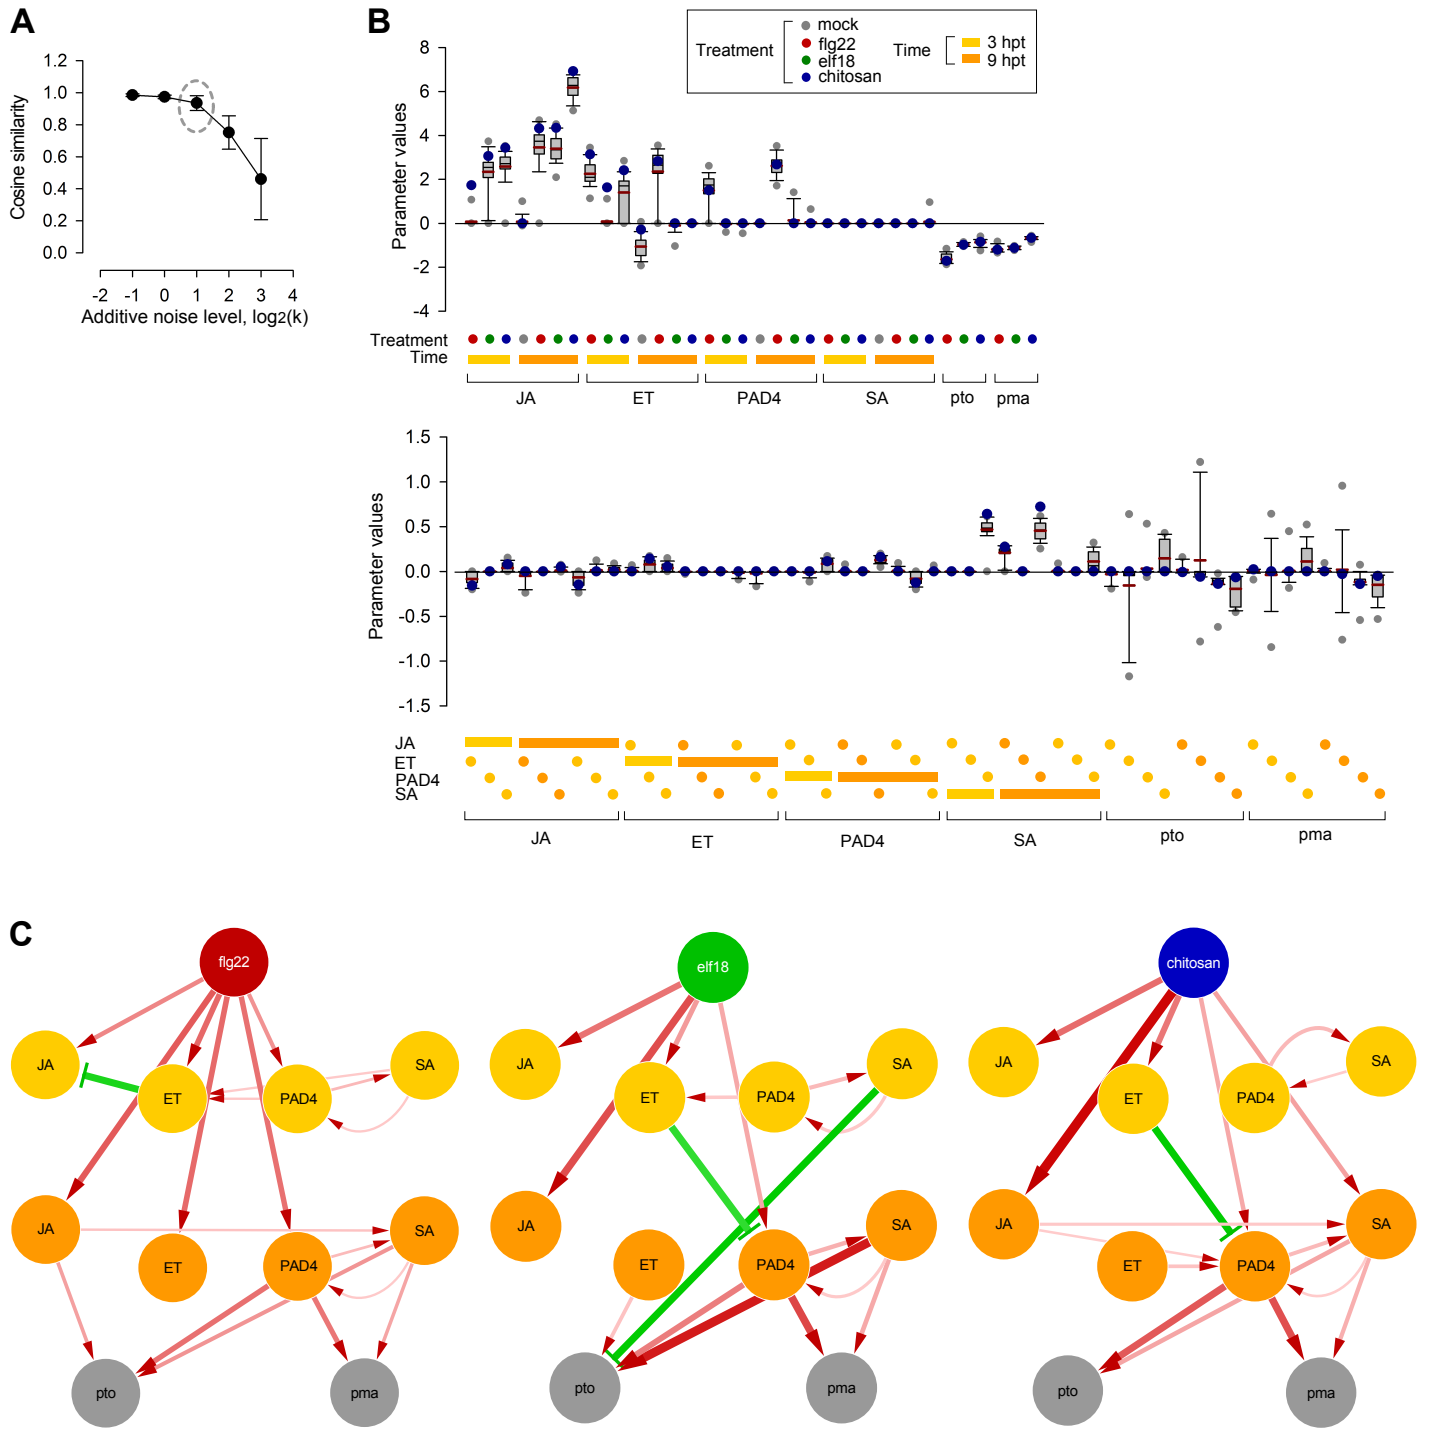 A
1.2
1.0
0.8
0.6
0.4
0.2
0.0
Cosine similarity
-2 -1 0 1 2 3 4
Additive noise level, log2(k)
B
Treatment
mock
flg22
elf18
chitosan
Time
3 hpt
9 hpt
8
6
4
2
0
-2
-4
Parameter values
Treatment
Time
JA ET PAD4 SA pto pma
1.5
1.0
0.5
0.0
-0.5
-1.0
-1.5
Parameter values
JA
ET
PAD4
SA
JA ET PAD4 SA pto pma
C
flg22
JA
ET
PAD4
SA
JA
ET
PAD4
SA
pto
pma
elf18
JA
ET
PAD4
SA
JA
ET
PAD4
SA
pto
pma
chitosan
JA
ET
PAD4
SA
JA
ET
PAD4
SA
pto
pma